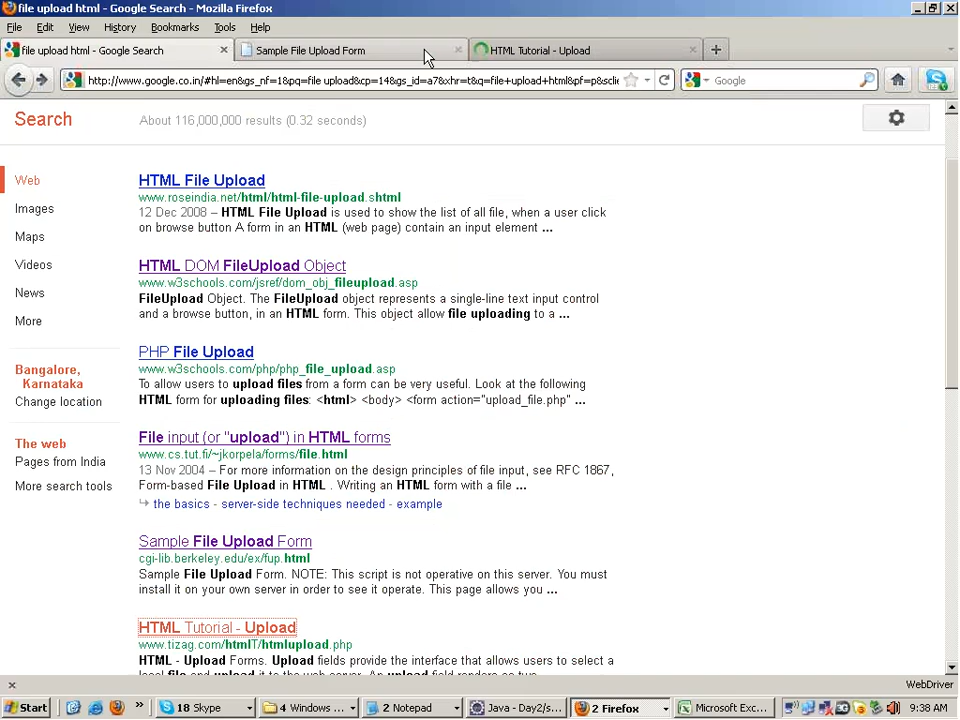 file upload html - Google Search - Mozilla Firefox
File Edit View History Bookmarks Tools Help
file upload html - Google Search
Sample File Upload Form
HTML Tutorial - Upload
http://www.google.co.in/#hl=en&gs_nf=1&pq=file upload&cp=14&gs_id=a7&xhr=t&q=file+upload+html&pf=p&sclie
Google
Search
About 116,000,000 results (0.32 seconds)
Web
Images
Maps
Videos
News
More
Bangalore,
Karnataka
Change location
The web
Pages from India
More search tools
HTML File Upload
www.roseindia.net/html/html-file-upload.shtml
12 Dec 2008 – HTML File Upload is used to show the list of all file, when a user click
on browse button A form in an HTML (web page) contain an input element ...
HTML DOM FileUpload Object
www.w3schools.com/jsref/dom_obj_fileupload.asp
FileUpload Object. The FileUpload object represents a single-line text input control
and a browse button, in an HTML form. This object allow file uploading to a ...
PHP File Upload
www.w3schools.com/php/php_file_upload.asp
To allow users to upload files from a form can be very useful. Look at the following
HTML form for uploading files: <html> <body> <form action="upload_file.php" ...
File input (or "upload") in HTML forms
www.cs.tut.fi/~jkorpela/forms/file.html
13 Nov 2004 – For more information on the design principles of file input, see RFC 1867,
Form-based File Upload in HTML . Writing an HTML form with a file ...
the basics - server-side techniques needed - example
Sample File Upload Form
cgi-lib.berkeley.edu/ex/fup.html
Sample File Upload Form. NOTE: This script is not operative on this server. You must
install it on your own server in order to see it operate. This page allows you ...
HTML Tutorial - Upload
www.tizag.com/htmlT/htmlupload.php
HTML - Upload Forms. Upload fields provide the interface that allows users to select a
WebDriver
Start
18 Skype
4 Windows ...
2 Notepad
Java - Day2/s...
2 Firefox
Microsoft Exc...
9:38 AM